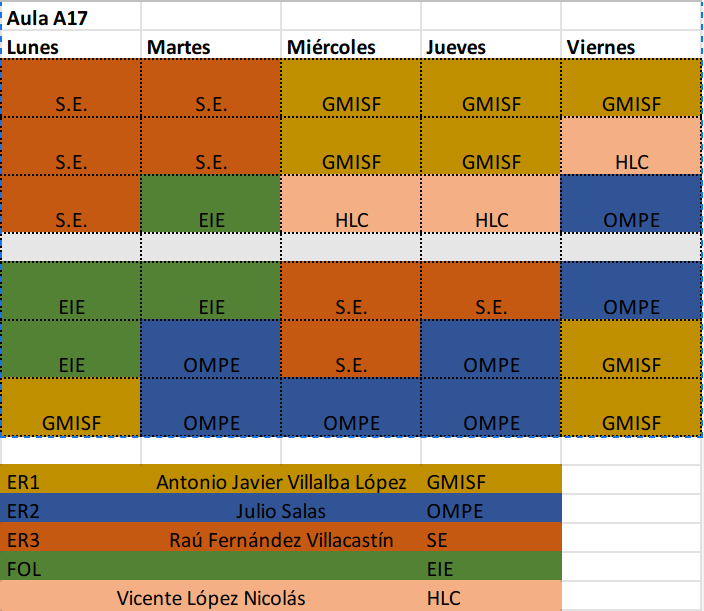 Aula A17
Lunes Martes Miércoles Jueves Viernes
S.E. S.E. GMISF GMISF GMISF
S.E. S.E. GMISF GMISF HLC
S.E. EIE HLC HLC OMPE
EIE EIE S.E. S.E. OMPE
EIE OMPE S.E. OMPE GMISF
GMISF OMPE OMPE OMPE GMISF
ER1 Antonio Javier Villalba López GMISF
ER2 Julio Salas OMPE
ER3 Raú Fernández Villacastín SE
FOL EIE
Vicente López Nicolás HLC